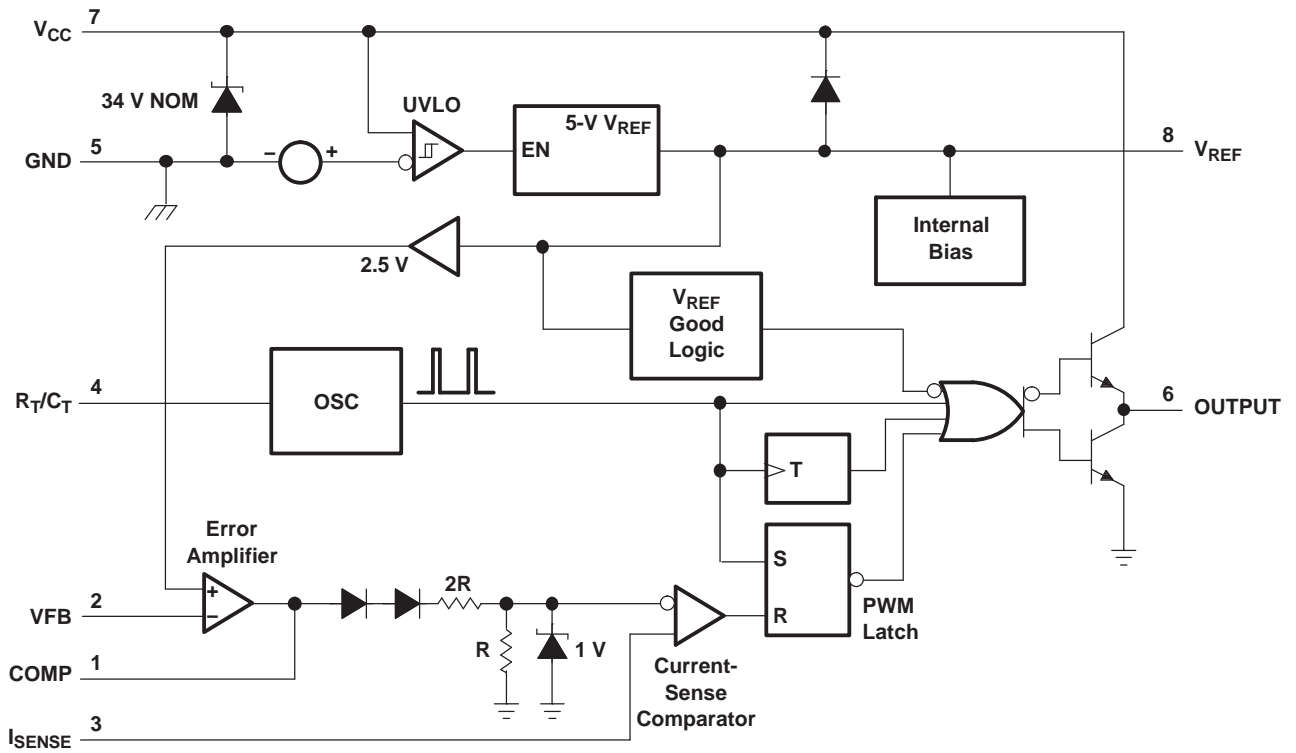 7
VCC
34 V NOM
UVLO
5-V VREF
5
GND
−
+
EN
8
VREF
Internal
Bias
2.5 V
VREF
Good
Logic
4
RT/CT
OSC
6
OUTPUT
T
Error
Amplifier
S
2R
+
2
VFB
−
R
PWM
Latch
R
1 V
1
COMP
Current-
Sense
Comparator
3
ISENSE